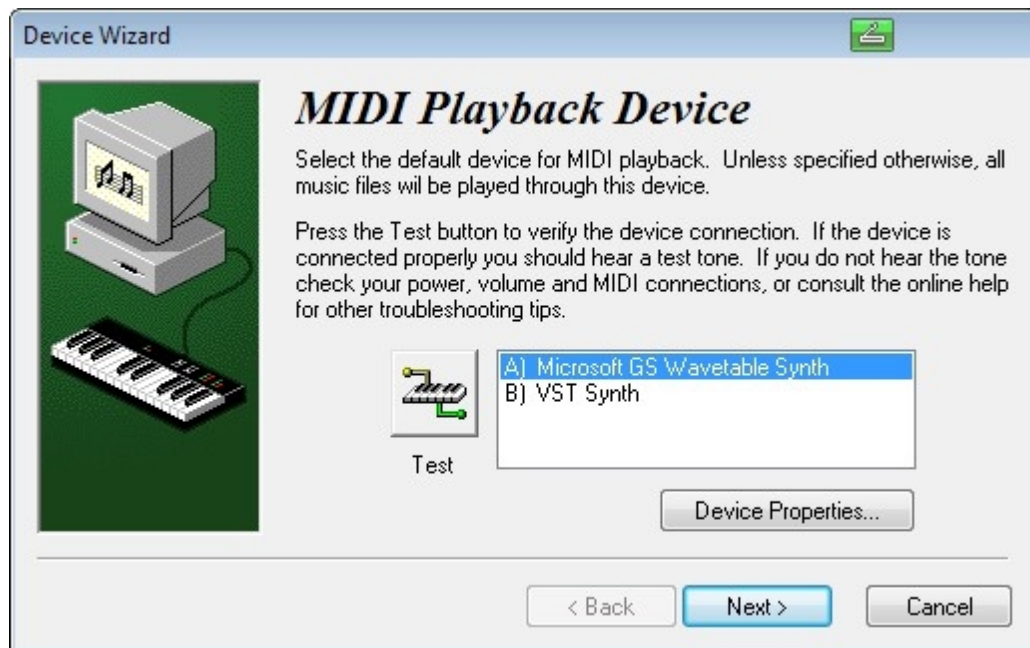 Device Wizard
MIDI Playback Device
Select the default device for MIDI playback.  Unless specified otherwise, all
music files wil be played through this device.
Press the Test button to verify the device connection.  If the device is
connected properly you should hear a test tone.  If you do not hear the tone
check your power, volume and MIDI connections, or consult the online help
for other troubleshooting tips.
A)  Microsoft GS Wavetable Synth
B)  VST Synth
Test
Device Properties...
< Back
Next >
Cancel